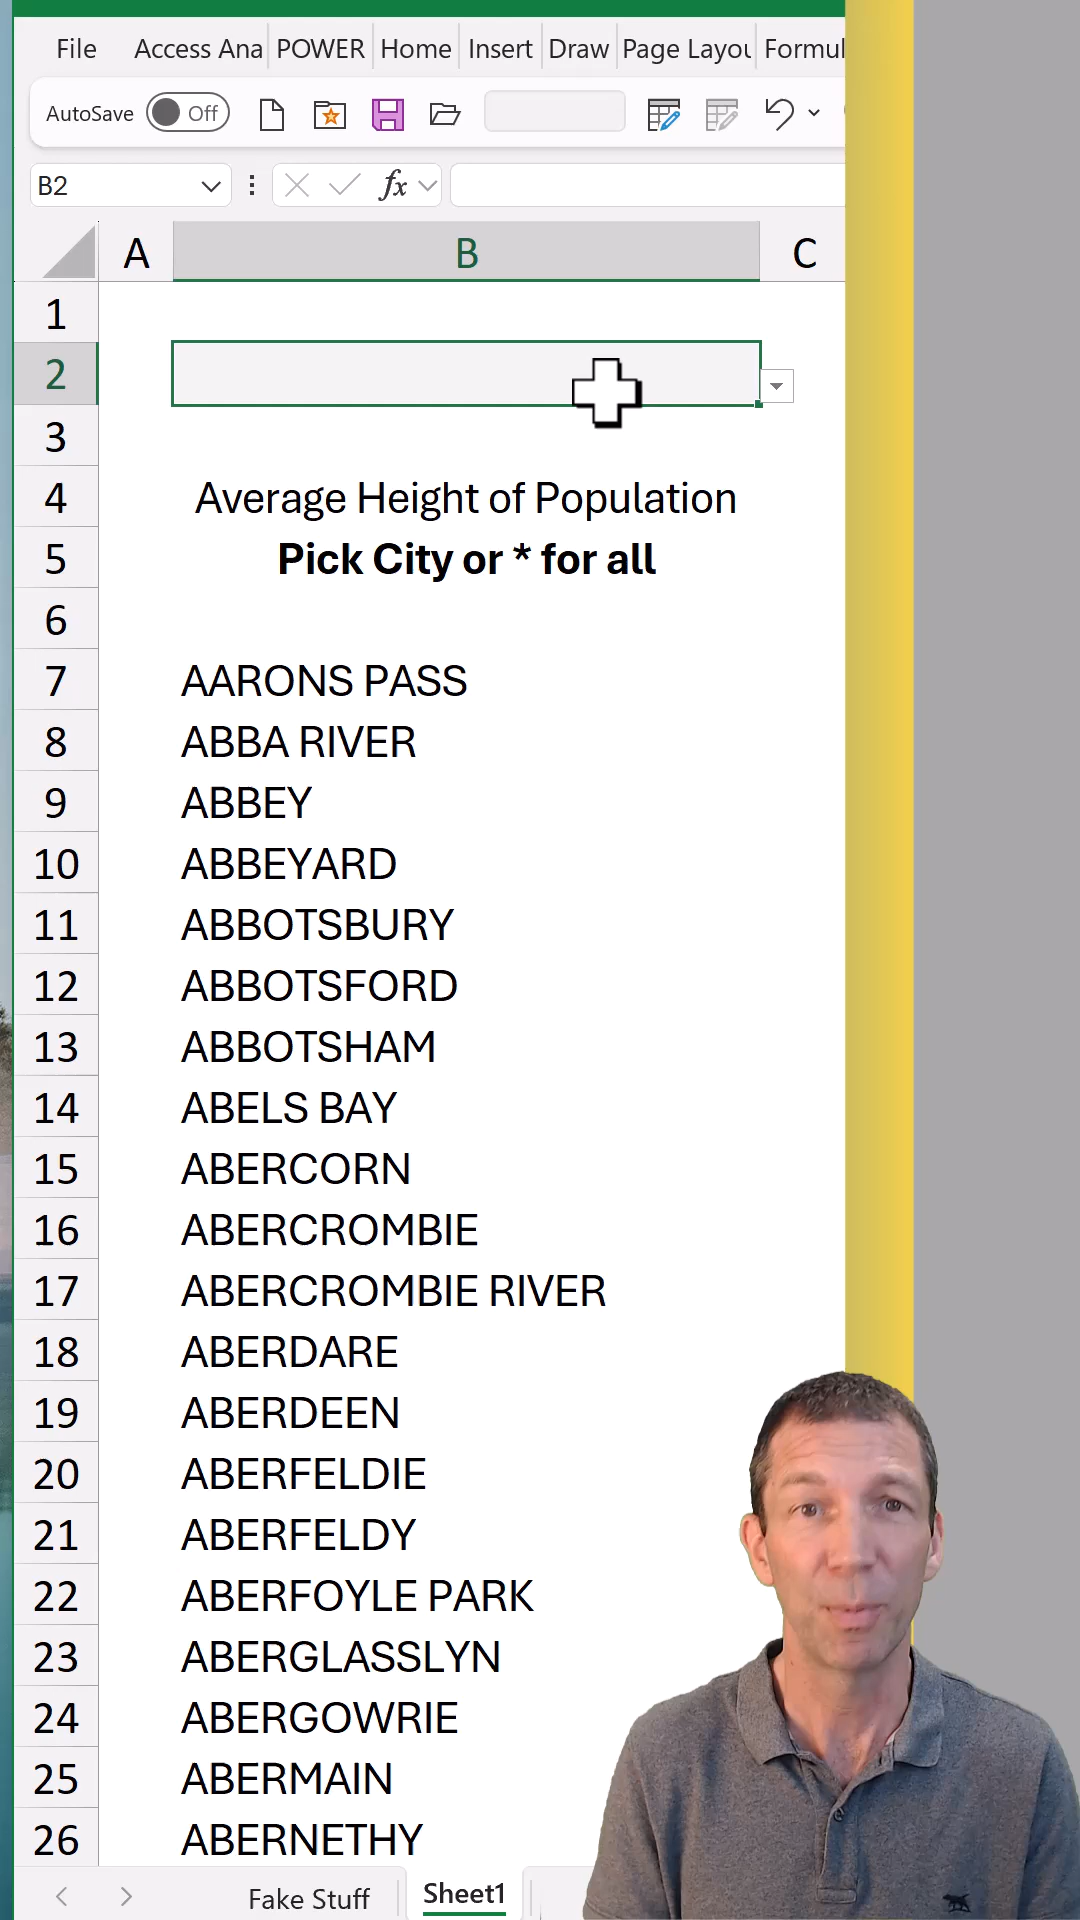 File Access Ana POWER Home Insert Draw Page Layou Formul
AutoSave Off
B2 fx
A B C
1
2
3
4 Average Height of Population
5 Pick City or * for all
6
7 AARONS PASS
8 ABBA RIVER
9 ABBEY
10 ABBEYARD
11 ABBOTSBURY
12 ABBOTSFORD
13 ABBOTSHAM
14 ABELS BAY
15 ABERCORN
16 ABERCROMBIE
17 ABERCROMBIE RIVER
18 ABERDARE
19 ABERDEEN
20 ABERFELDIE
21 ABERFELDY
22 ABERFOYLE PARK
23 ABERGLASSLYN
24 ABERGOWRIE
25 ABERMAIN
26 ABERNETHY
Fake Stuff Sheet1